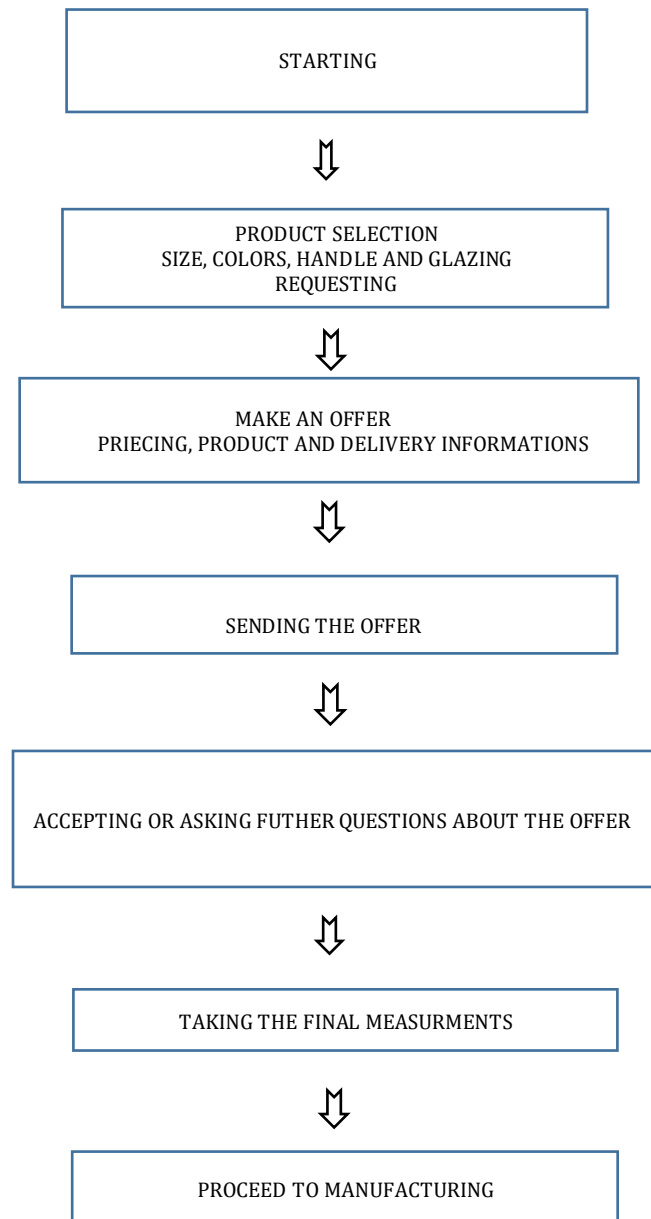 STARTING
PRODUCT SELECTION
SIZE, COLORS, HANDLE AND GLAZING
REQUESTING
MAKE AN OFFER
PRIECING, PRODUCT AND DELIVERY INFORMATIONS
SENDING THE OFFER
ACCEPTING OR ASKING FUTHER QUESTIONS ABOUT THE OFFER
TAKING THE FINAL MEASURMENTS
PROCEED TO MANUFACTURING